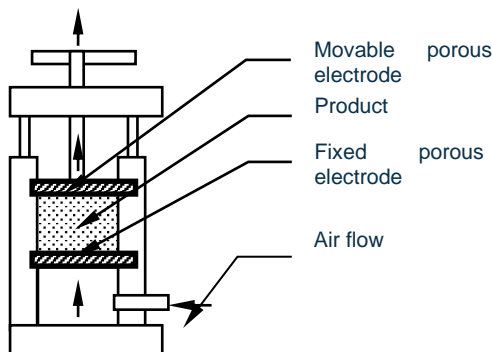 Movable porous
electrode
Product
Fixed porous
electrode
Air flow